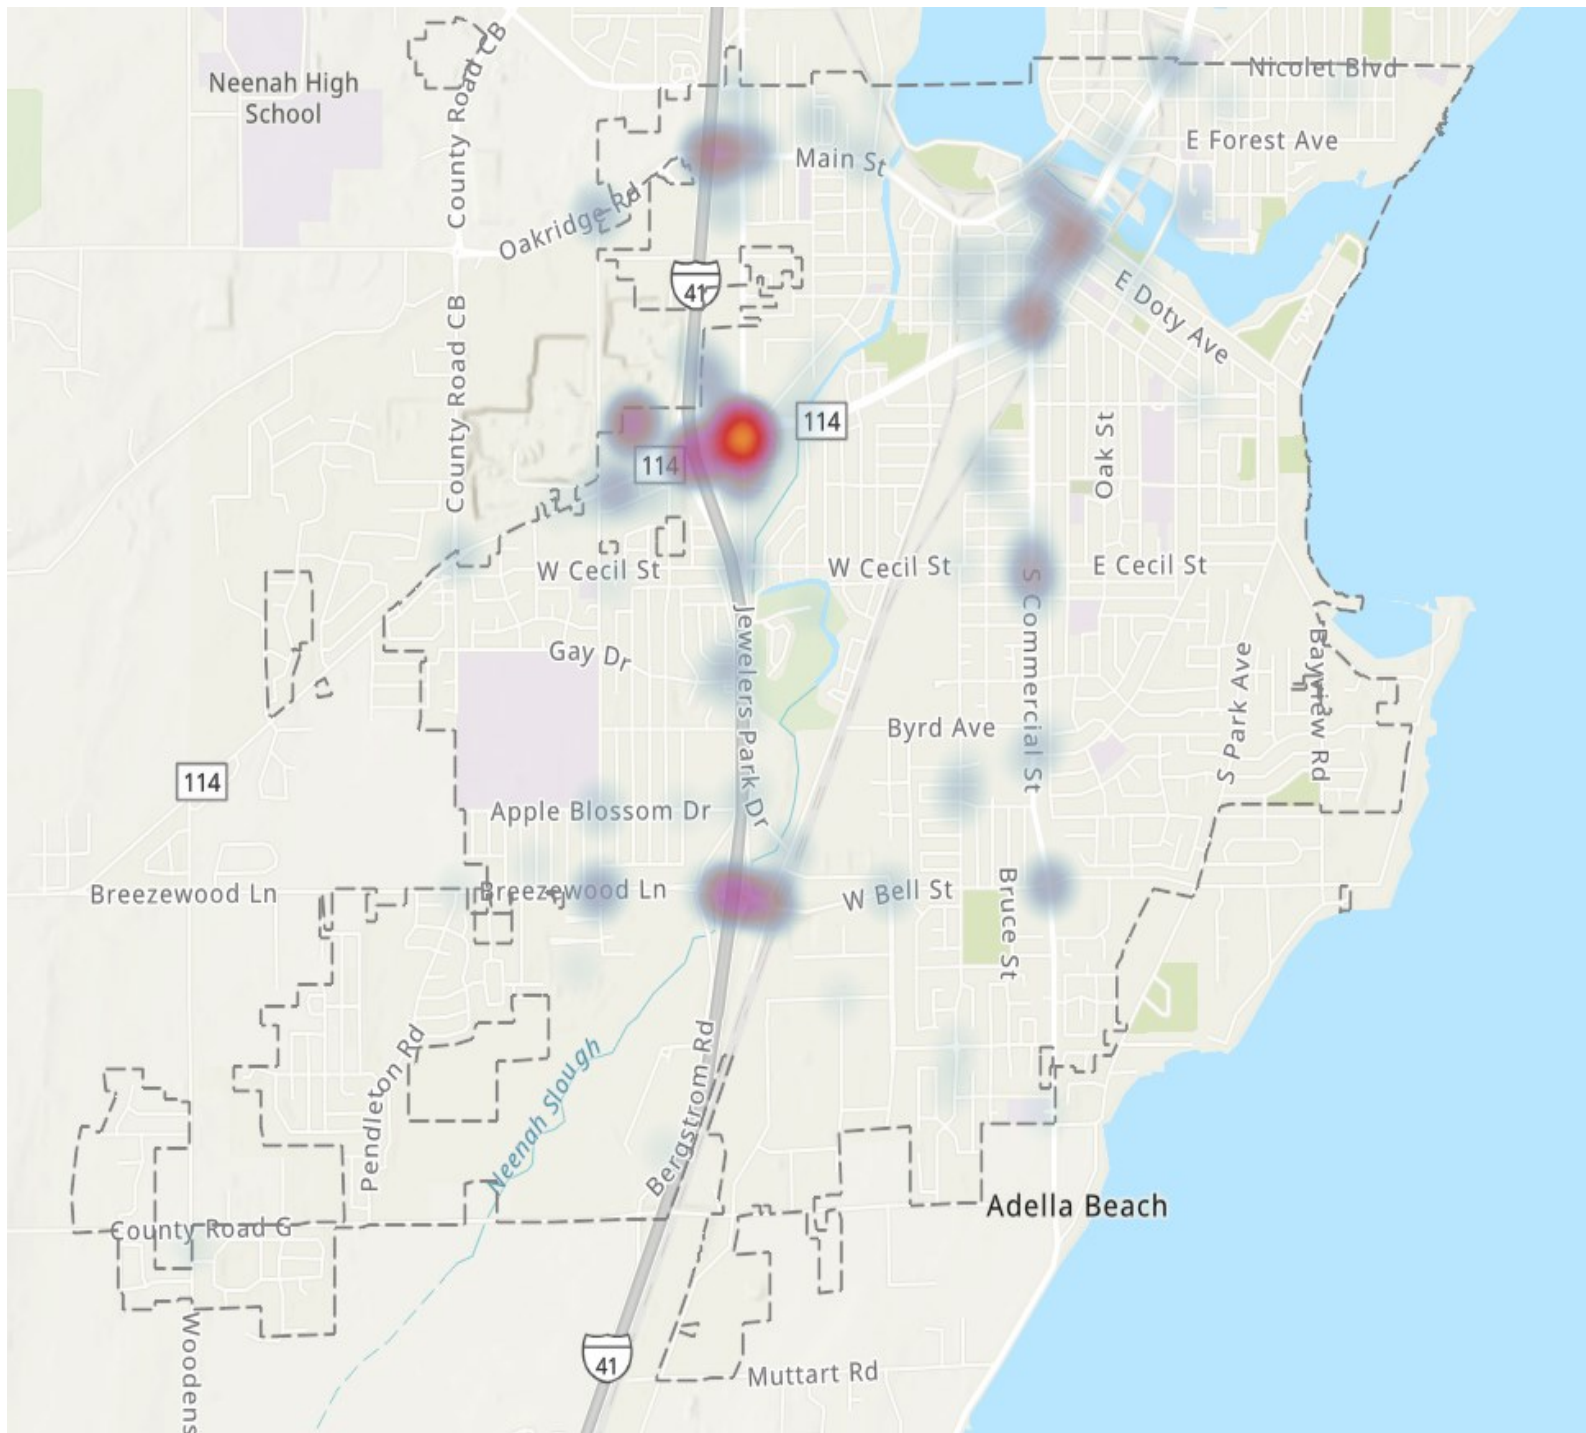 Nicolet Blvd
County Road CB
Neenah High
School
E Forest Ave
Main St
Oakridge Rd
41
E Doty Ave
County Road CB
114
114
Oak St
W Cecil St
W Cecil St
E Cecil St
Gay Dr
Jewelers Park Dr
S Commercial St
Bayview Rd
S Park Ave
Byrd Ave
114
Apple Blossom Dr
Breezewood Ln
Breezewood Ln
W Bell St
Bruce St
Pendleton Rd
Neenah Slough
Bergstrom Rd
Adella Beach
County Road G
Woodens
41
Muttart Rd